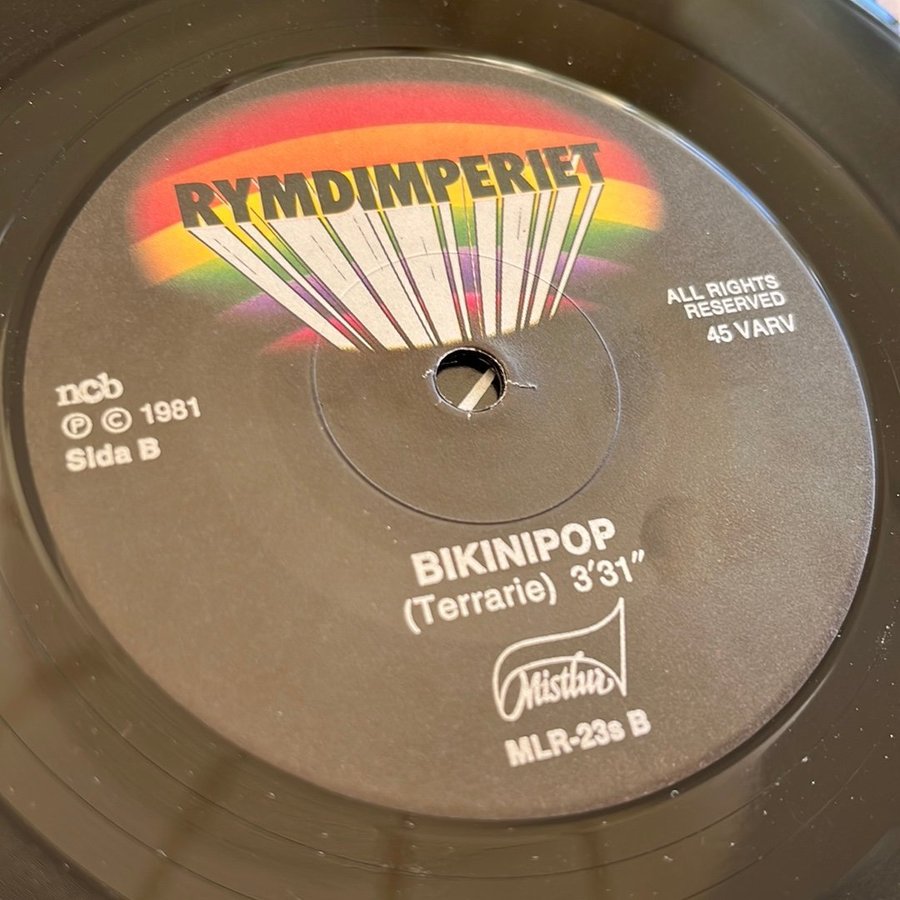 RYMDIMPERIET
ALL RIGHTS
RESERVED
45 VARV
ncb
Ⓟ © 1981
Sida B
BIKINIPOP
(Terrarie) 3'31"
Mistlur
MLR-23s B